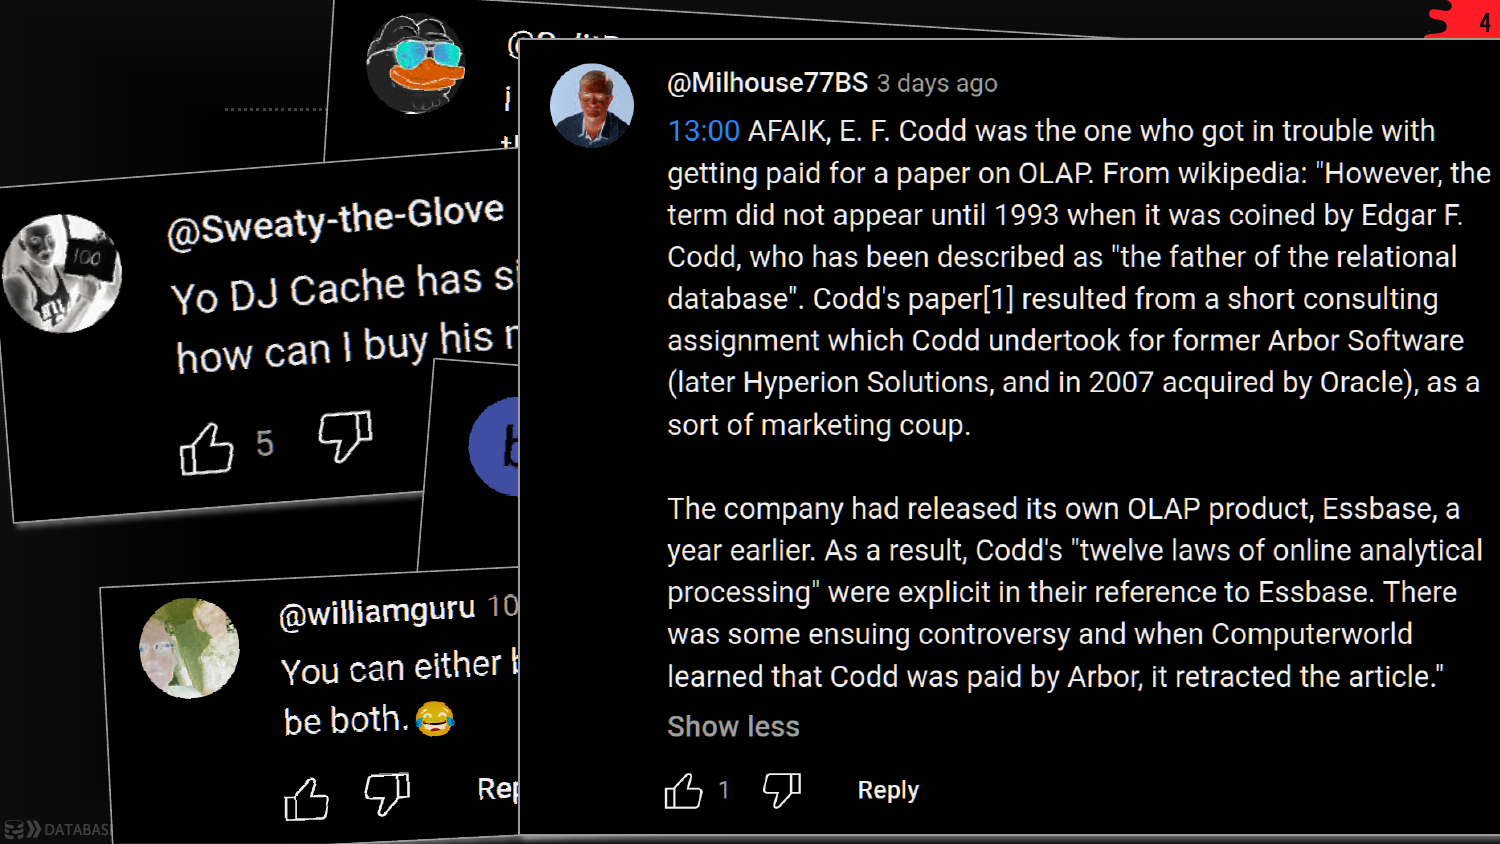 4
@Milhouse77BS 3 days ago
13:00 AFAIK, E. F. Codd was the one who got in trouble with
getting paid for a paper on OLAP. From wikipedia: "However, the
term did not appear until 1993 when it was coined by Edgar F.
Codd, who has been described as "the father of the relational
database". Codd's paper[1] resulted from a short consulting
assignment which Codd undertook for former Arbor Software
(later Hyperion Solutions, and in 2007 acquired by Oracle), as a
sort of marketing coup.
The company had released its own OLAP product, Essbase, a
year earlier. As a result, Codd's "twelve laws of online analytical
processing" were explicit in their reference to Essbase. There
was some ensuing controversy and when Computerworld
learned that Codd was paid by Arbor, it retracted the article."
Show less
1
Reply
@Sweaty-the-Glove
100
Yo DJ Cache has
how can I buy his
5
@williamguru 10
You can either
be both.😂